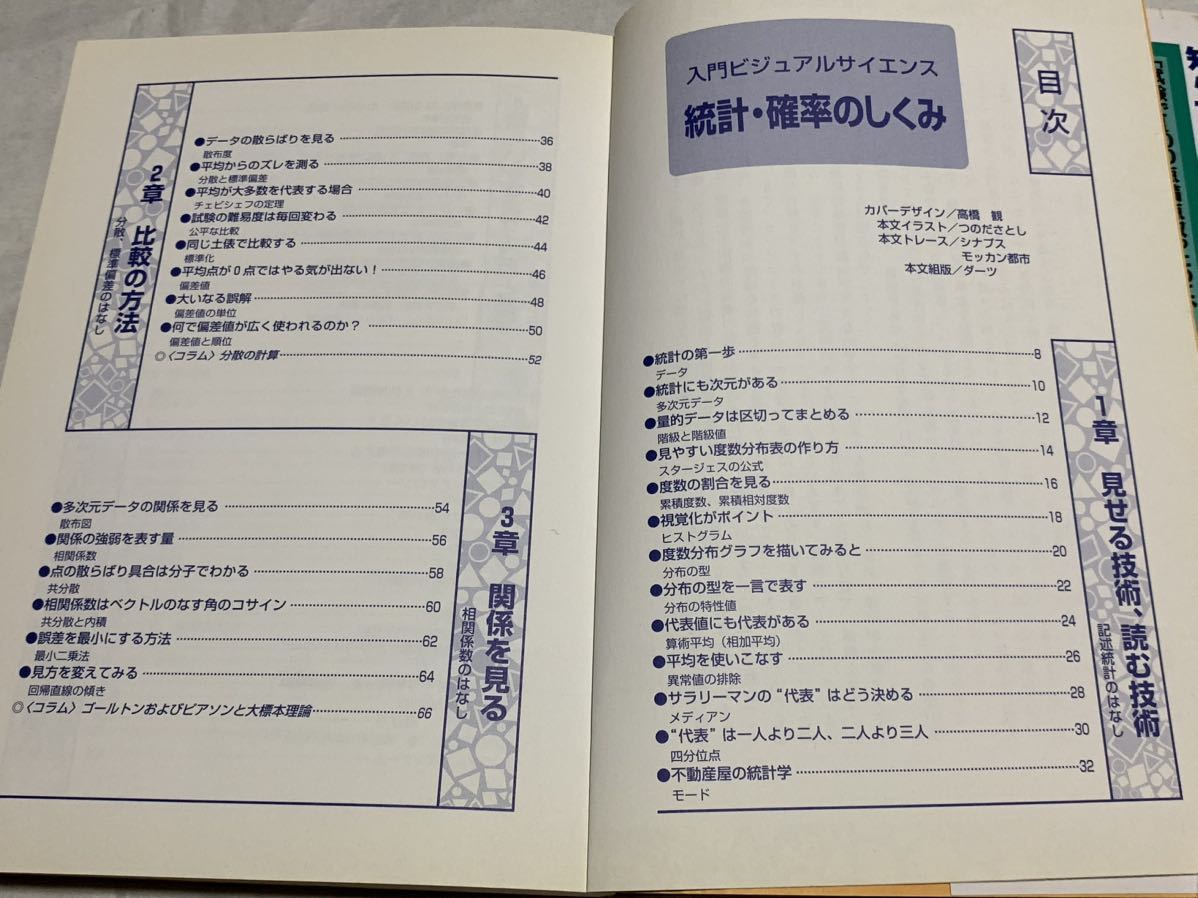 目次
入門ビジュアルサイエンス
統計・確率のしくみ
カバーデザイン／高橋 観
本文イラスト／つのださとし
本文トレース／シナプス
モッカン都市
本文組版／ダーツ
1章 見せる技術、読む技術
記述統計のはなし
●統計の第一歩 8
データ
●統計にも次元がある 10
多次元データ
●量的データは区切ってまとめる 12
階級と階級値
●見やすい度数分布表の作り方 14
スタージェスの公式
●度数の割合を見る 16
累積度数、累積相対度数
●視覚化がポイント 18
ヒストグラム
●度数分布グラフを描いてみると 20
分布の型
●分布の型を一言で表す 22
分布の特性値
●代表値にも代表がある 24
算術平均（相加平均）
●平均を使いこなす 26
異常値の排除
●サラリーマンの“代表”はどう決める 28
メディアン
●“代表”は一人より二人、二人より三人 30
四分位点
●不動産屋の統計学 32
モード
2章 比較の方法
分散、標準偏差のはなし
●データの散らばりを見る 36
散布度
●平均からのズレを測る 38
分散と標準偏差
●平均が大多数を代表する場合 40
チェビシェフの定理
●試験の難易度は毎回変わる 42
公平な比較
●同じ土俵で比較する 44
標準化
●平均点が0点ではやる気が出ない！ 46
偏差値
●大いなる誤解 48
偏差値の単位
●何で偏差値が広く使われるのか？ 50
偏差値と順位
◎〈コラム〉分散の計算 52
3章 関係を見る
相関係数のはなし
●多次元データの関係を見る 54
散布図
●関係の強弱を表す量 56
相関係数
●点の散らばり具合は分子でわかる 58
共分散
●相関係数はベクトルのなす角のコサイン 60
共分散と内積
●誤差を最小にする方法 62
最小二乗法
●見方を変えてみる 64
回帰直線の傾き
◎〈コラム〉ゴールトンおよびピアソンと大標本理論 66